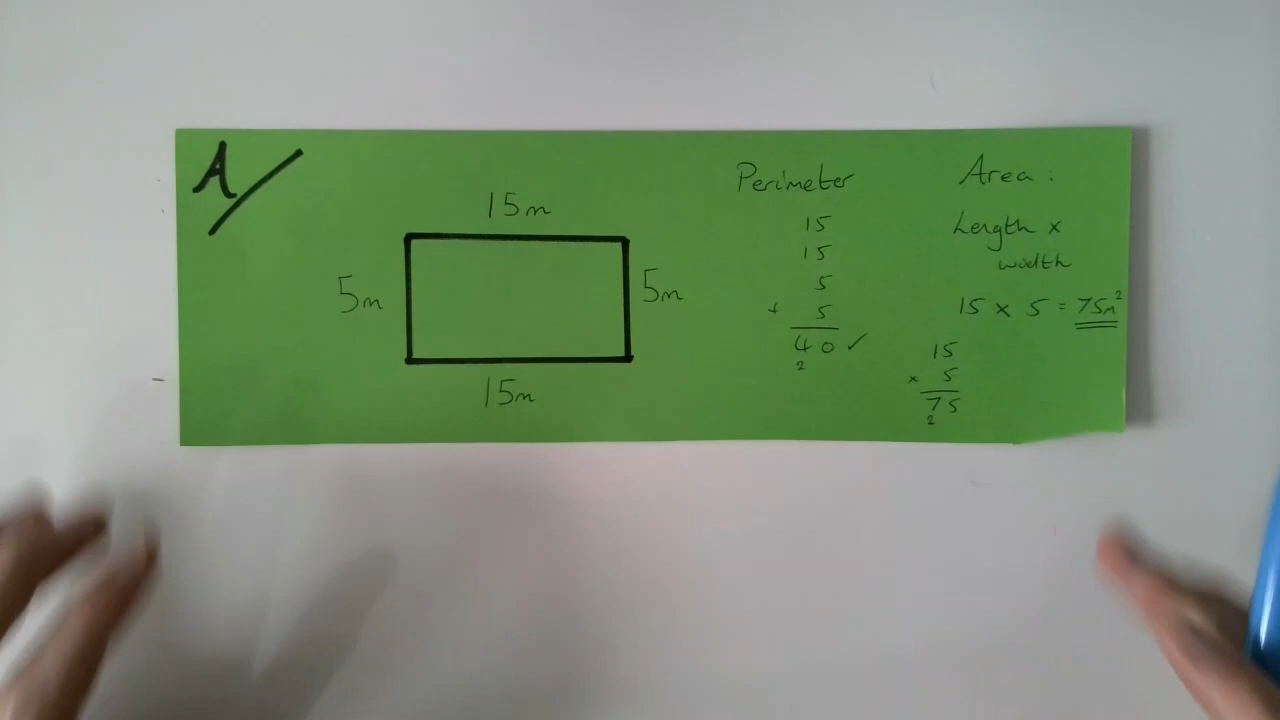 A/
15m
5m
5m
15m
Perimeter
15
15
5
+ 5
40 ✓
2
Area:
Length x
width
15 x 5 = 75m²
15
x 5
75
2